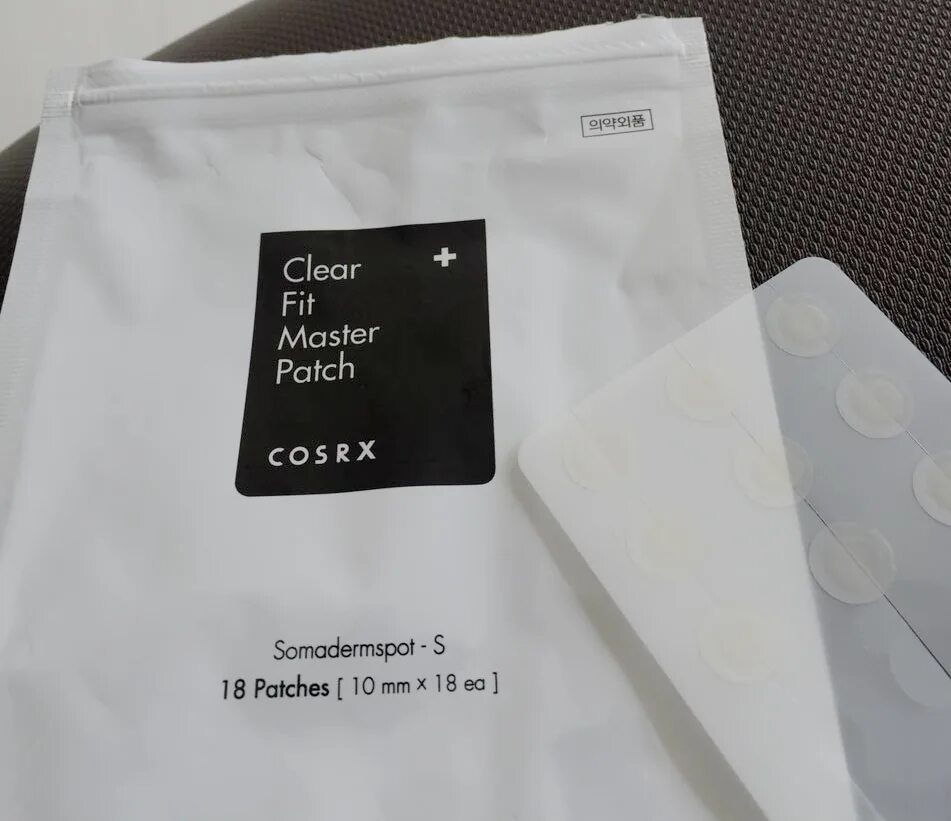 의약외품
Clear
Fit
Master
Patch
COSRX
Somadermspot - S
18 Patches [ 10 mm × 18 ea ]